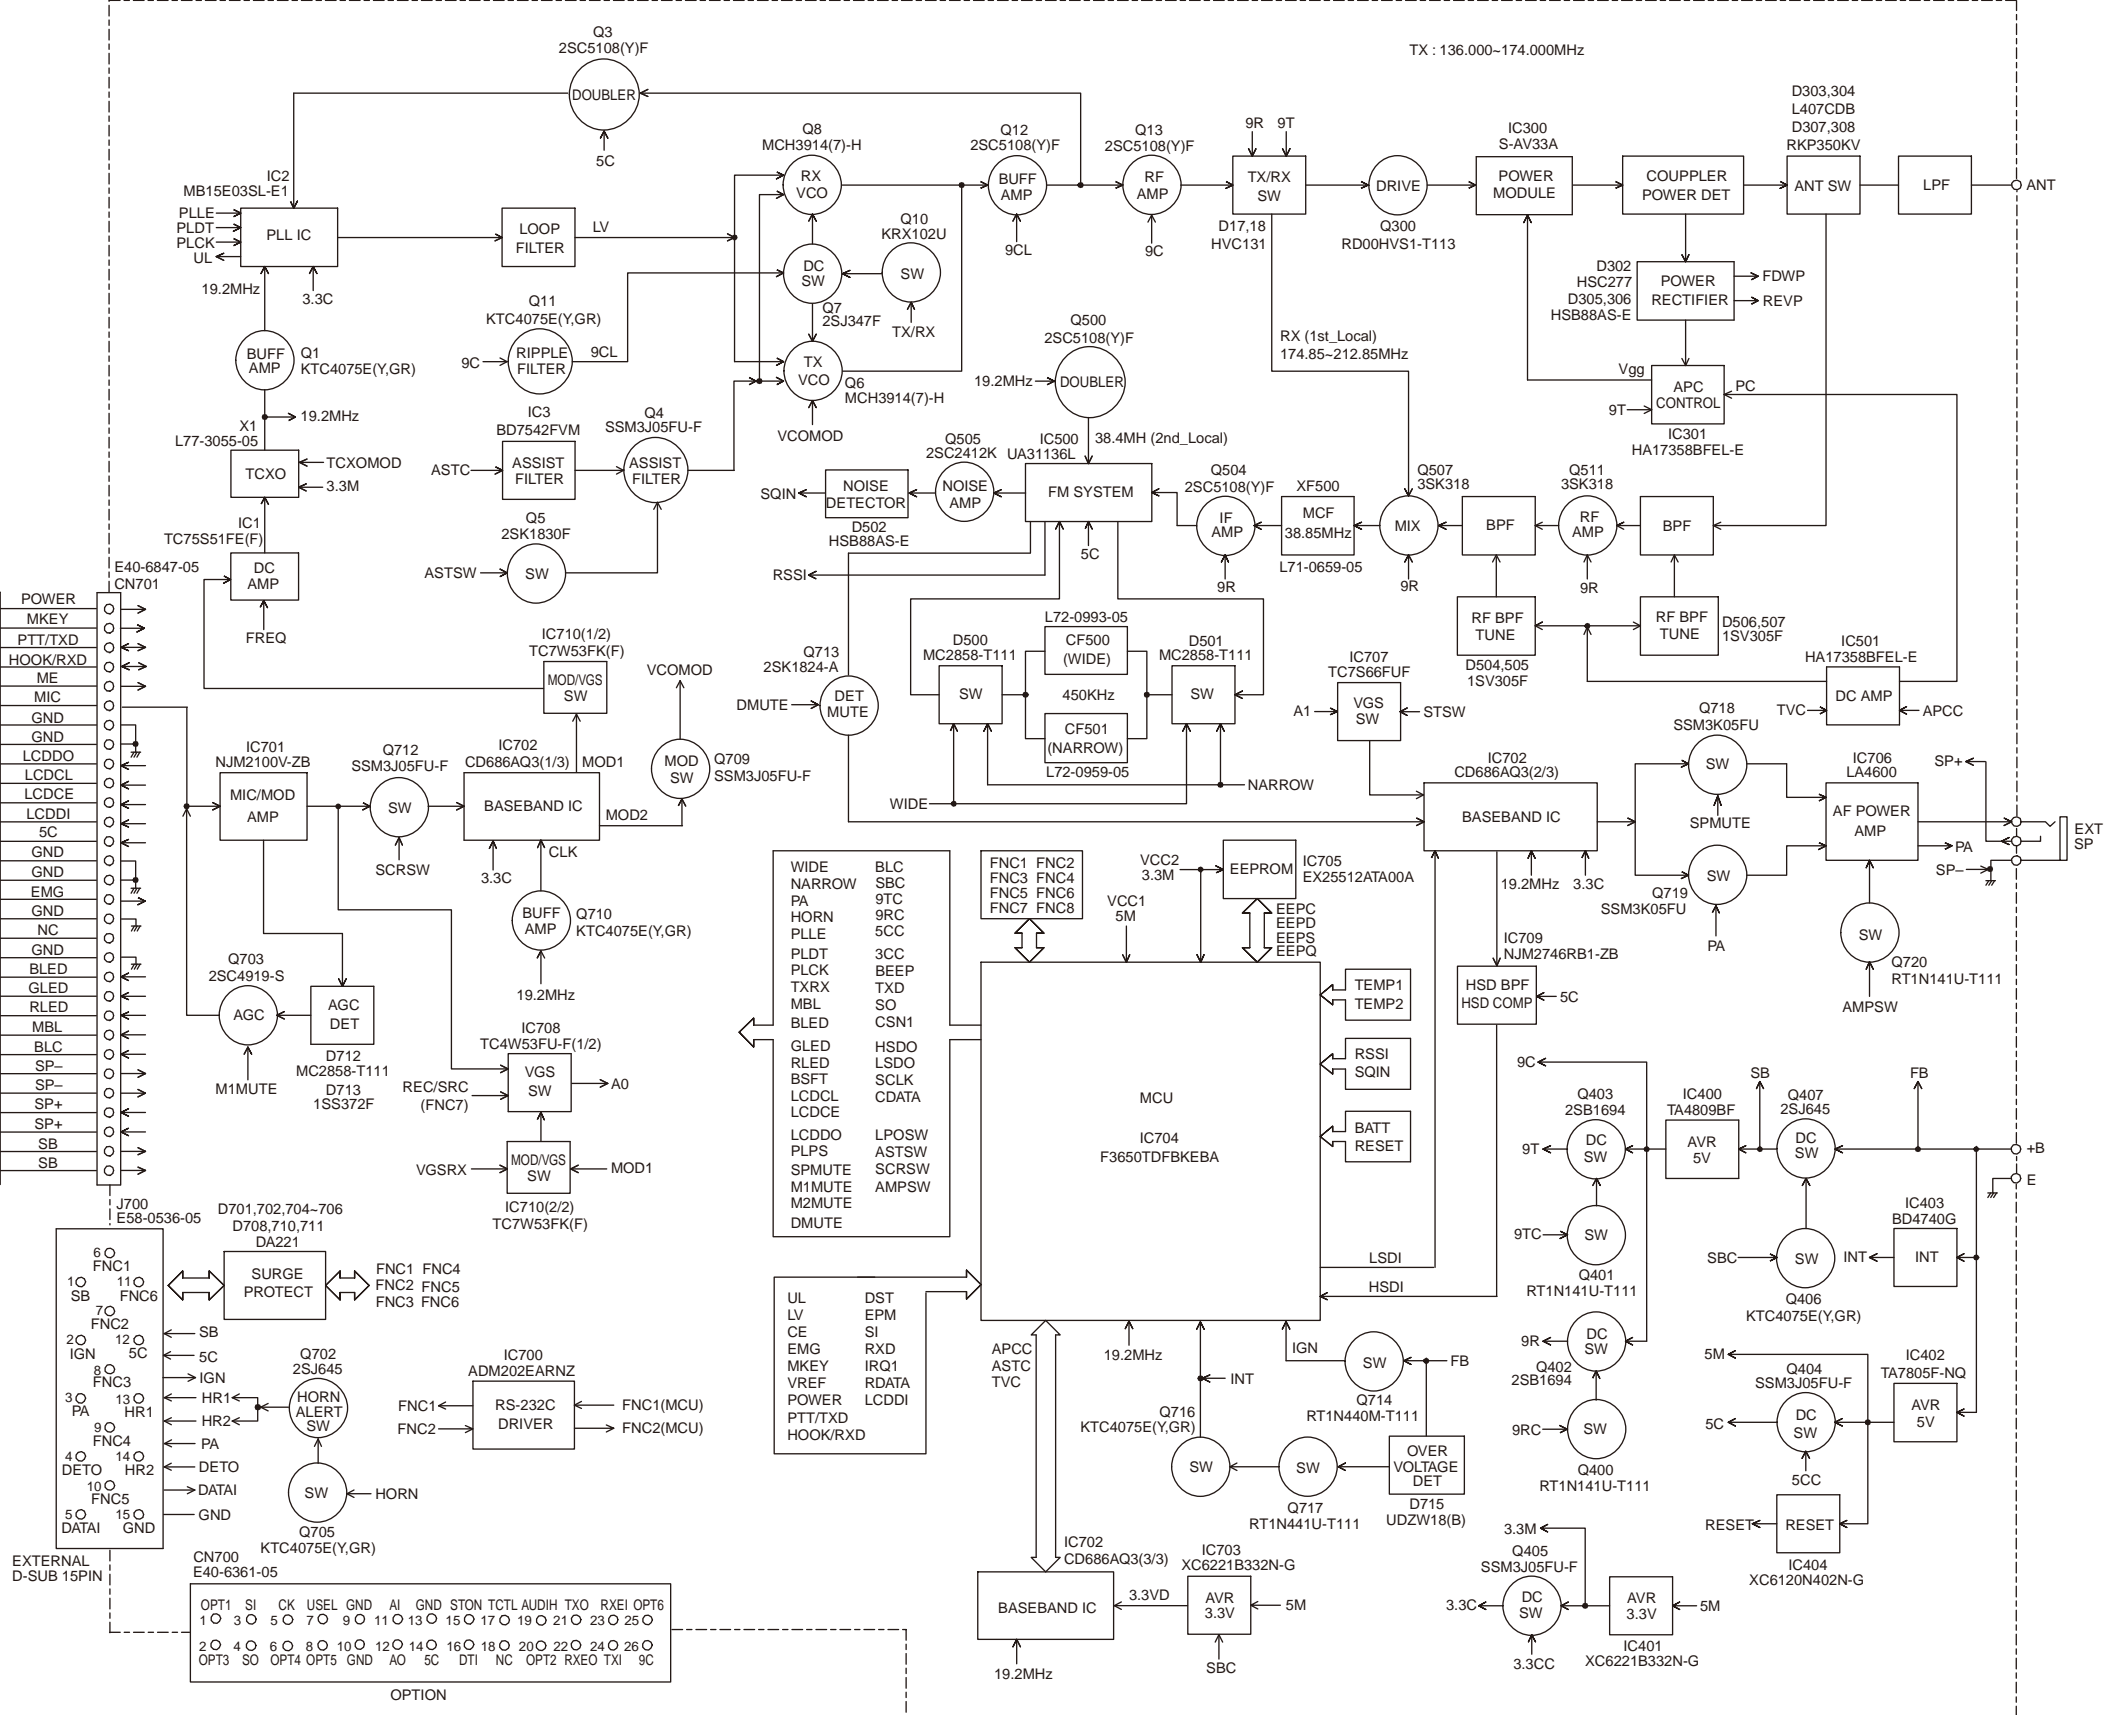 TX : 136.000~174.000MHz
Q3
2SC5108(Y)F
DOUBLER
5C
IC2
MB15E03SL-E1
PLLE
PLDT
PLCK
UL
PLL IC
19.2MHz
3.3C
LOOP
FILTER
LV
Q8
MCH3914(7)-H
RX
VCO
Q10
KRX102U
DC
SW
SW
Q7
2SJ347F
TX/RX
TX
VCO
Q6
MCH3914(7)-H
VCOMOD
Q12
2SC5108(Y)F
BUFF
AMP
9CL
Q13
2SC5108(Y)F
RF
AMP
9C
9R 9T
TX/RX
SW
D17,18
HVC131
DRIVE
Q300
RD00HVS1-T113
IC300
S-AV33A
POWER
MODULE
COUPPLER
POWER DET
D303,304
L407CDB
D307,308
RKP350KV
ANT SW
LPF
ANT
D302
HSC277
D305,306
HSB88AS-E
POWER
RECTIFIER
FDWP
REVP
Vgg
APC
CONTROL
PC
9T
IC301
HA17358BFEL-E
RX (1st_Local)
174.85~212.85MHz
BUFF
AMP
Q1
KTC4075E(Y,GR)
19.2MHz
X1
L77-3055-05
TCXO
TCXOMOD
3.3M
IC1
TC75S51FE(F)
DC
AMP
FREQ
Q11
KTC4075E(Y,GR)
9C
RIPPLE
FILTER
9CL
IC3
BD7542FVM
ASTC
ASSIST
FILTER
Q4
SSM3J05FU-F
ASSIST
FILTER
Q5
2SK1830F
ASTSW
SW
Q500
2SC5108(Y)F
19.2MHz
DOUBLER
38.4MH (2nd_Local)
IC500
UA31136L
FM SYSTEM
5C
Q505
2SC2412K
NOISE
AMP
SQIN
NOISE
DETECTOR
D502
HSB88AS-E
RSSI
Q504
2SC5108(Y)F
IF
AMP
9R
XF500
MCF
38.85MHz
L71-0659-05
Q507
3SK318
MIX
9R
BPF
Q511
3SK318
RF
AMP
9R
BPF
RF BPF
TUNE
D504,505
1SV305F
RF BPF
TUNE
D506,507
1SV305F
IC501
HA17358BFEL-E
DC AMP
TVC
APCC
L72-0993-05
CF500
(WIDE)
450KHz
CF501
(NARROW)
L72-0959-05
D500
MC2858-T111
SW
D501
MC2858-T111
SW
NARROW
WIDE
Q713
2SK1824-A
DMUTE
DET
MUTE
E40-6847-05
CN701
POWER
MKEY
PTT/TXD
HOOK/RXD
ME
MIC
GND
GND
LCDDO
LCDCL
LCDCE
LCDDI
5C
GND
GND
EMG
GND
NC
GND
BLED
GLED
RLED
MBL
BLC
SP–
SP–
SP+
SP+
SB
SB
IC710(1/2)
TC7W53FK(F)
MOD/VGS
SW
VCOMOD
MOD
SW
Q709
SSM3J05FU-F
IC701
NJM2100V-ZB
MIC/MOD
AMP
Q712
SSM3J05FU-F
SW
SCRSW
IC702
CD686AQ3(1/3)
MOD1
BASEBAND IC
MOD2
CLK
3.3C
BUFF
AMP
Q710
KTC4075E(Y,GR)
19.2MHz
Q703
2SC4919-S
AGC
M1MUTE
AGC
DET
D712
MC2858-T111
D713
1SS372F
IC708
TC4W53FU-F(1/2)
VGS
SW
A0
REC/SRC
(FNC7)
VGSRX
MOD/VGS
SW
MOD1
IC710(2/2)
TC7W53FK(F)
IC707
TC7S66FUF
A1
VGS
SW
STSW
IC702
CD686AQ3(2/3)
BASEBAND IC
19.2MHz 3.3C
Q718
SSM3K05FU
SW
SPMUTE
SW
Q719
SSM3K05FU
PA
IC706
LA4600
AF POWER
AMP
SP+
PA
SP–
EXT
SP
SW
Q720
RT1N141U-T111
AMPSW
IC709
NJM2746RB1-ZB
HSD BPF
HSD COMP
5C
WIDE BLC
NARROW SBC
PA 9TC
HORN 9RC
PLLE 5CC
PLDT 3CC
PLCK BEEP
TXRX TXD
MBL SO
BLED CSN1
GLED HSDO
RLED LSDO
BSFT SCLK
LCDCL CDATA
LCDCE
LCDDO LPOSW
PLPS ASTSW
SPMUTE SCRSW
M1MUTE AMPSW
M2MUTE
DMUTE
FNC1 FNC2
FNC3 FNC4
FNC5 FNC6
FNC7 FNC8
VCC1
5M
VCC2
3.3M
EEPROM
IC705
EX25512ATA00A
EEPC
EEPD
EEPS
EEPQ
TEMP1
TEMP2
RSSI
SQIN
BATT
RESET
MCU
IC704
F3650TDFBKEBA
LSDI
HSDI
UL DST
LV EPM
CE SI
EMG RXD
MKEY IRQ1
VREF RDATA
POWER LCDDI
PTT/TXD
HOOK/RXD
APCC
ASTC
TVC
19.2MHz
IGN
SW
FB
Q714
RT1N440M-T111
INT
Q716
KTC4075E(Y,GR)
SW
SW
Q717
RT1N441U-T111
OVER
VOLTAGE
DET
D715
UDZW18(B)
IC702
CD686AQ3(3/3)
BASEBAND IC
19.2MHz
3.3VD
IC703
XC6221B332N-G
AVR
3.3V
5M
SBC
9C
Q403
2SB1694
9T
DC
SW
9TC
SW
Q401
RT1N141U-T111
IC400
TA4809BF
AVR
5V
SB
Q407
2SJ645
DC
SW
FB
+B
E
SBC
SW
Q406
KTC4075E(Y,GR)
IC403
BD4740G
INT
INT
9R
DC
SW
Q402
2SB1694
9RC
SW
Q400
RT1N141U-T111
5M
Q404
SSM3J05FU-F
5C
DC
SW
5CC
IC402
TA7805F-NQ
AVR
5V
RESET
RESET
IC404
XC6120N402N-G
3.3M
Q405
SSM3J05FU-F
3.3C
DC
SW
3.3CC
AVR
3.3V
5M
IC401
XC6221B332N-G
J700
E58-0536-05
6
FNC1
1
SB
11
FNC6
7
FNC2
2
IGN
12
5C
8
FNC3
3
PA
13
HR1
9
FNC4
4
DETO
14
HR2
10
FNC5
5
DATAI
15
GND
EXTERNAL
D-SUB 15PIN
D701,702,704~706
D708,710,711
DA221
SURGE
PROTECT
FNC1 FNC4
FNC2 FNC5
FNC3 FNC6
SB
5C
IGN
HR1 HR1
HR2 HR2
PA
DETO
DATAI
GND
Q702
2SJ645
HORN
ALERT
SW
SW
HORN
Q705
KTC4075E(Y,GR)
IC700
ADM202EARNZ
RS-232C
DRIVER
FNC1
FNC2
FNC1(MCU)
FNC2(MCU)
CN700
E40-6361-05
OPT1 SI CK USEL GND AI GND STON TCTL AUDIH TXO RXEI OPT6
1 3 5 7 9 11 13 15 17 19 21 23 25
2 4 6 8 10 12 14 16 18 20 22 24 26
OPT3 SO OPT4 OPT5 GND AO 5C DTI NC OPT2 RXEO TXI 9C
OPTION